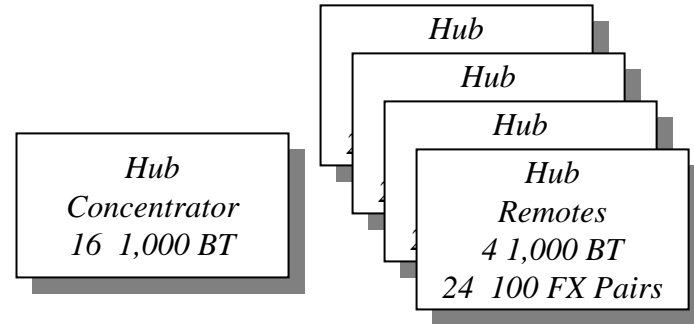 Hub
Concentrator
16 1,000 BT
Hub
Hub
Hub
Hub
Remotes
4 1,000 BT
24 100 FX Pairs